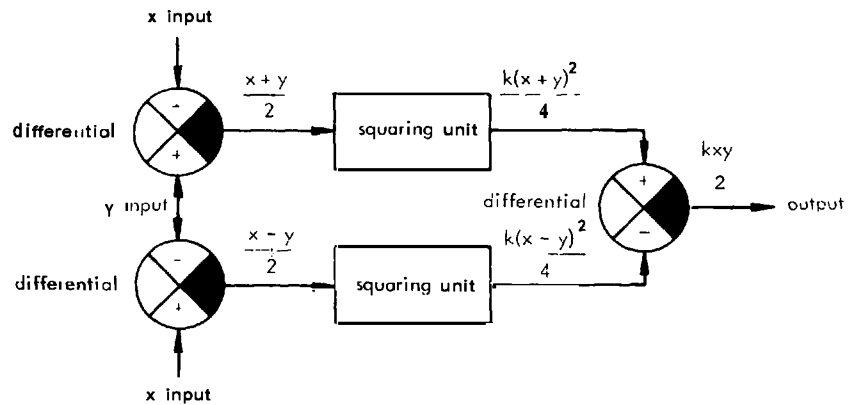 x input
x + y
2
k(x + y)²
4
differential
-
+
squaring unit
y input
differential
+
-
kxy
2
output
x - y
2
k(x - y)²
4
differential
-
+
squaring unit
x input